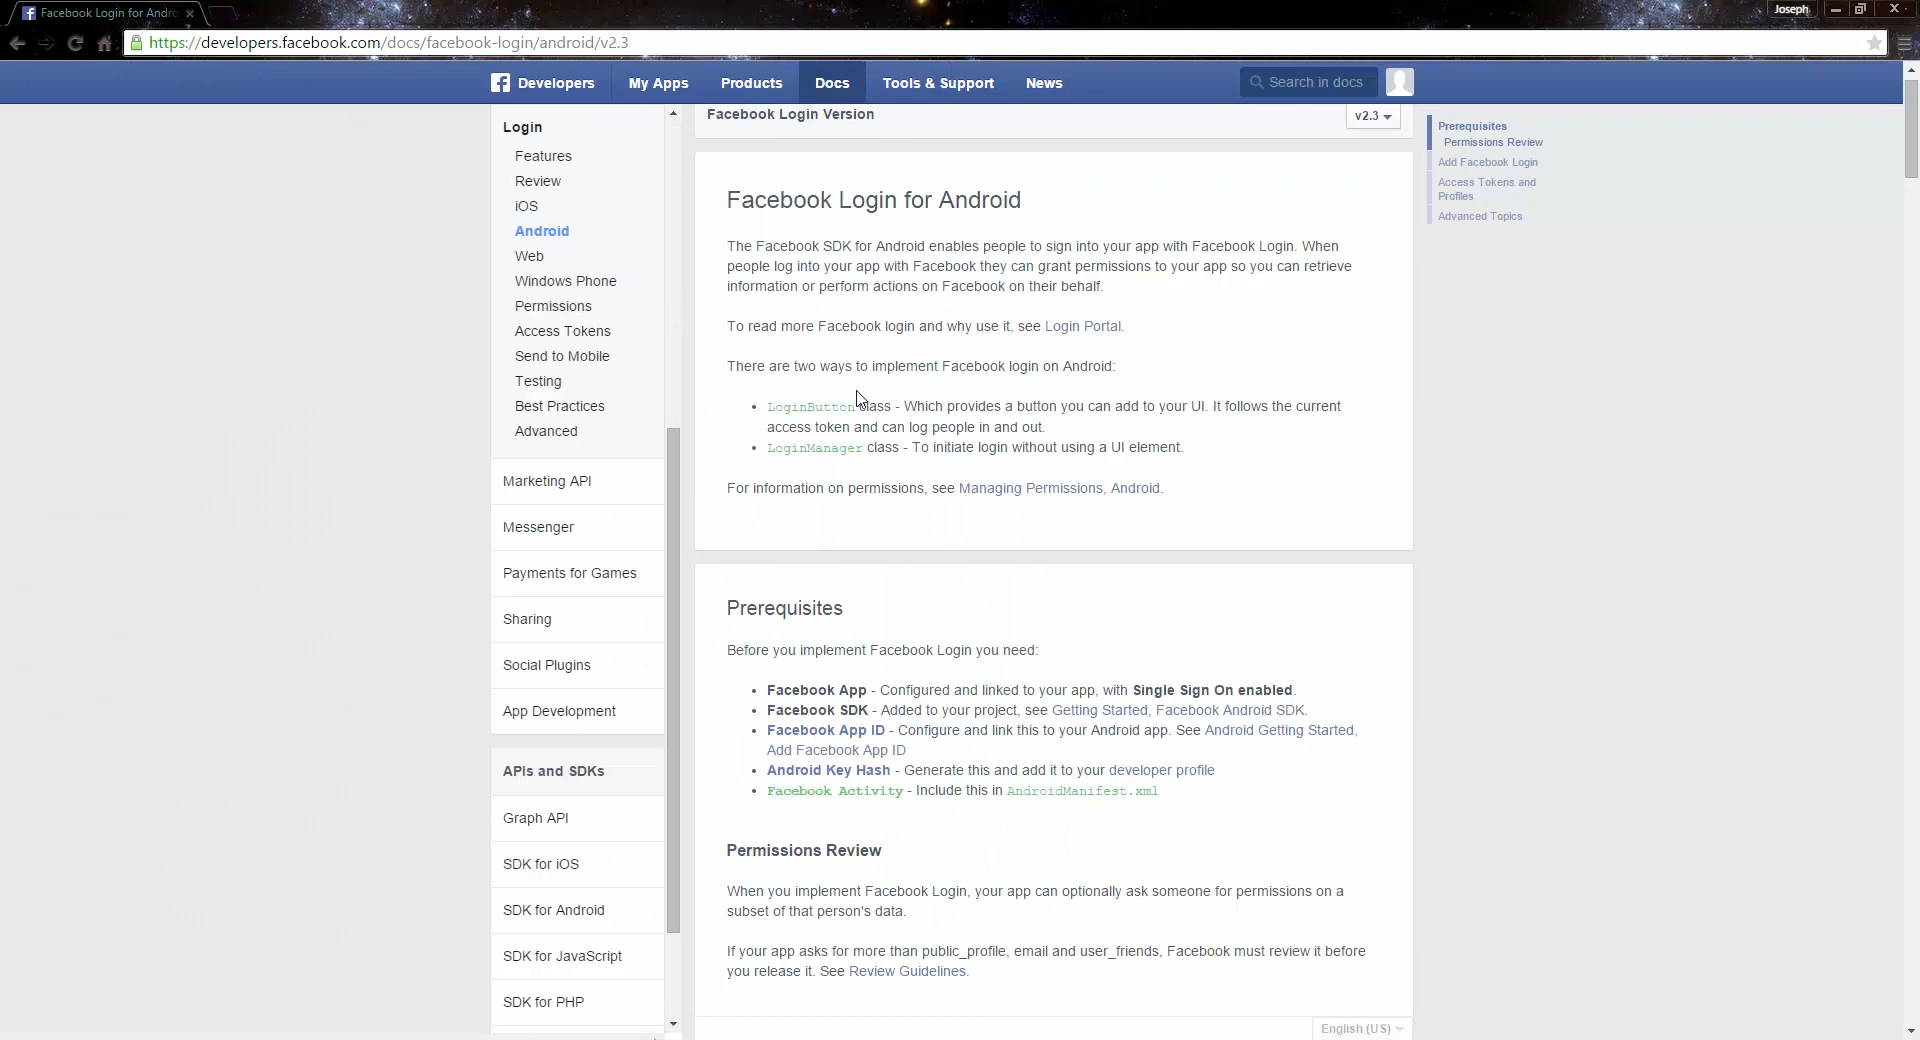 Facebook Login for Andro
Joseph
https://developers.facebook.com/docs/facebook-login/android/v2.3
Developers
My Apps
Products
Docs
Tools & Support
News
Search in docs
Login
Features
Review
iOS
Android
Web
Windows Phone
Permissions
Access Tokens
Send to Mobile
Testing
Best Practices
Advanced
Marketing API
Messenger
Payments for Games
Sharing
Social Plugins
App Development
APIs and SDKs
Graph API
SDK for iOS
SDK for Android
SDK for JavaScript
SDK for PHP
Facebook Login Version
v2.3
Facebook Login for Android
The Facebook SDK for Android enables people to sign into your app with Facebook Login. When
people log into your app with Facebook they can grant permissions to your app so you can retrieve
information or perform actions on Facebook on their behalf.
To read more Facebook login and why use it, see Login Portal.
There are two ways to implement Facebook login on Android:
• LoginButton class - Which provides a button you can add to your UI. It follows the current
access token and can log people in and out.
• LoginManager class - To initiate login without using a UI element.
For information on permissions, see Managing Permissions, Android.
Prerequisites
Before you implement Facebook Login you need:
• Facebook App - Configured and linked to your app, with Single Sign On enabled.
• Facebook SDK - Added to your project, see Getting Started, Facebook Android SDK.
• Facebook App ID - Configure and link this to your Android app. See Android Getting Started,
Add Facebook App ID
• Android Key Hash - Generate this and add it to your developer profile
• Facebook Activity - Include this in AndroidManifest.xml
Permissions Review
When you implement Facebook Login, your app can optionally ask someone for permissions on a
subset of that person's data.
If your app asks for more than public_profile, email and user_friends, Facebook must review it before
you release it. See Review Guidelines.
English (US)
Prerequisites
Permissions Review
Add Facebook Login
Access Tokens and
Profiles
Advanced Topics